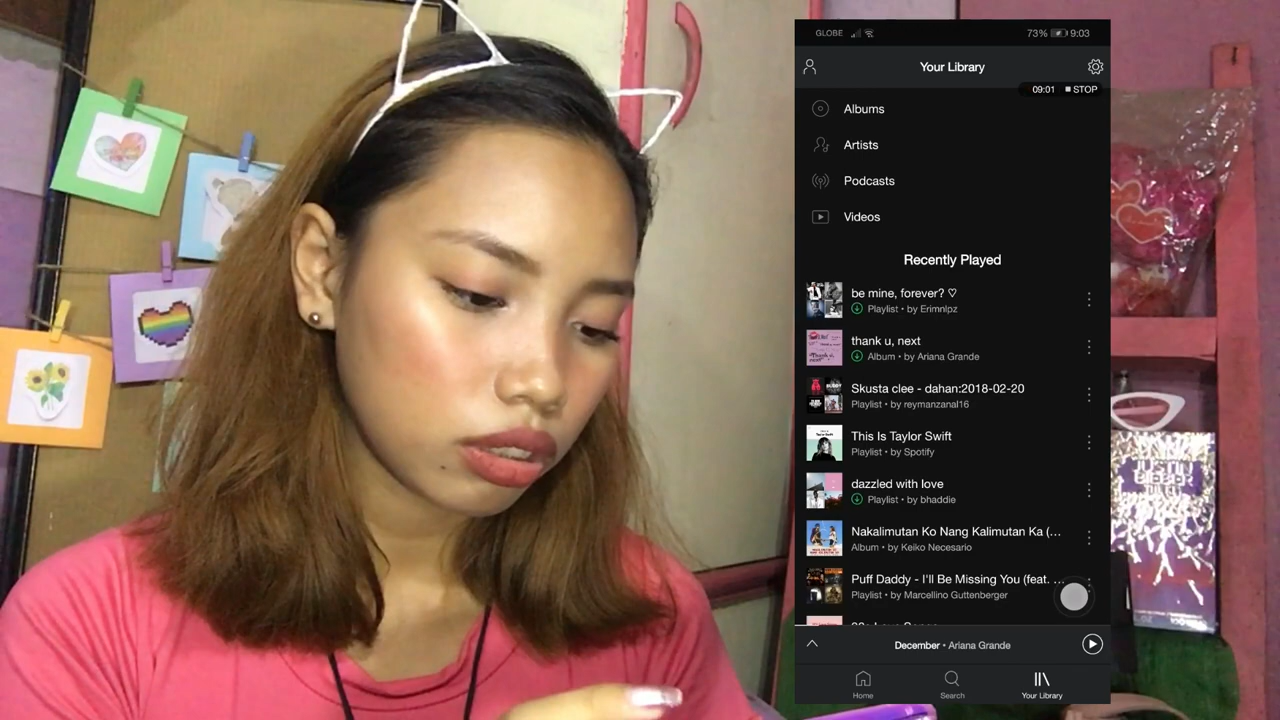 GLOBE
73% 9:03
Your Library
09:01 STOP
Albums
Artists
Podcasts
Videos
Recently Played
be mine, forever? ♡
Playlist • by Erimnlpz
thank u, next
Album • by Ariana Grande
Skusta clee - dahan:2018-02-20
Playlist • by reymanzanal16
This Is Taylor Swift
Playlist • by Spotify
dazzled with love
Playlist • by bhaddie
Nakalimutan Ko Nang Kalimutan Ka (...
Album • by Keiko Necesario
Puff Daddy - I'll Be Missing You (feat. ...
Playlist • by Marcellino Guttenberger
December • Ariana Grande
Home
Search
Your Library
JUSTIN
BIEBER